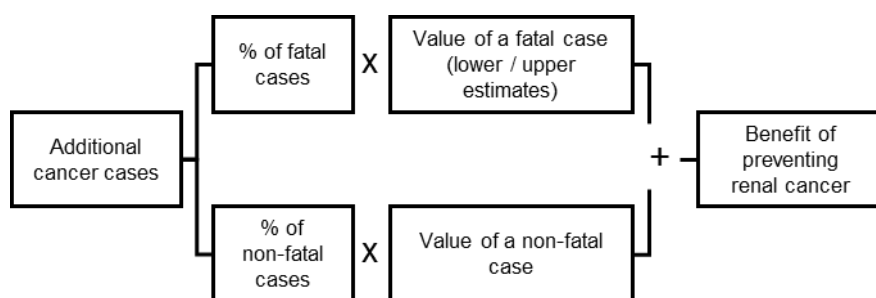 Additional
cancer cases
% of fatal
cases
X
Value of a fatal case
(lower / upper
estimates)
% of
non-fatal
cases
X
Value of a non-fatal
case
+
Benefit of
preventing
renal cancer